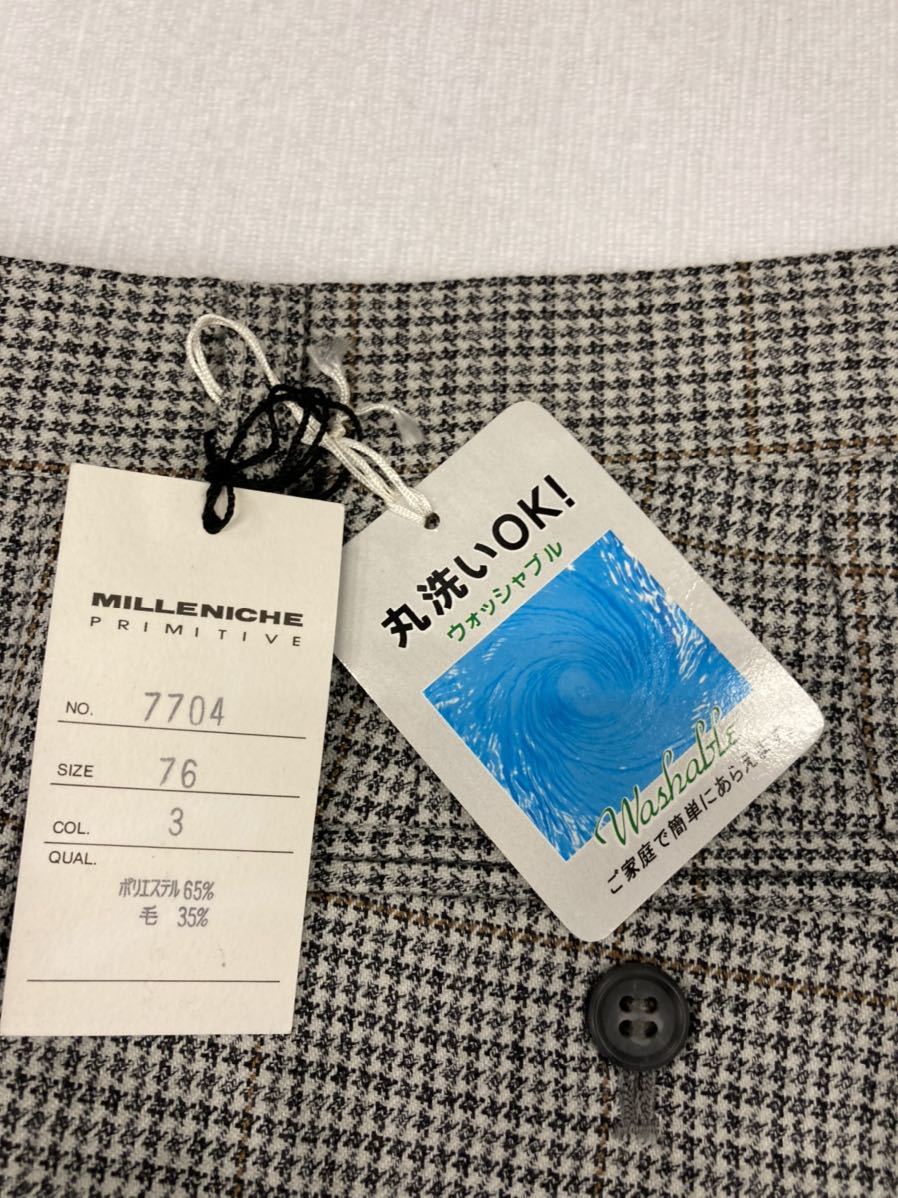 MILLENICHE
PRIMITIVE
NO. 7704
SIZE 76
COL. 3
QUAL.
ポリエステル 65%
毛 35%
丸洗いOK!
ウォッシャブル
Washable
ご家庭で簡単にあらえます